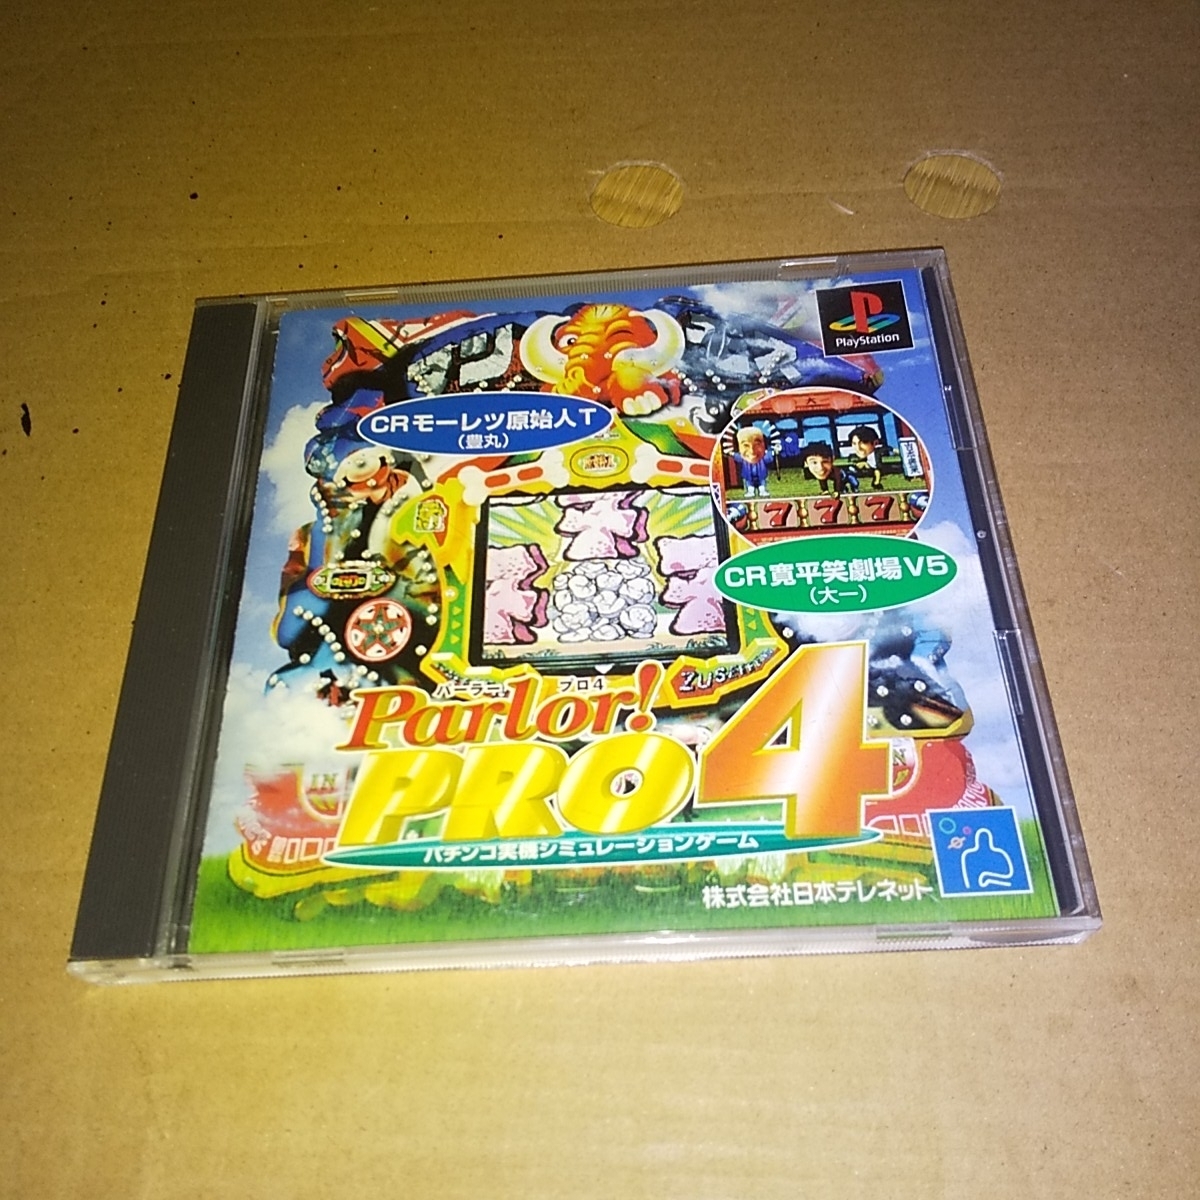 PlayStation
CRモーレツ原始人T
(豊丸)
777
CR寛平笑劇場V5
(大一)
パーラー! プロ4
Parlor!
PRO4
パチンコ実機シミュレーションゲーム
株式会社日本テレネット